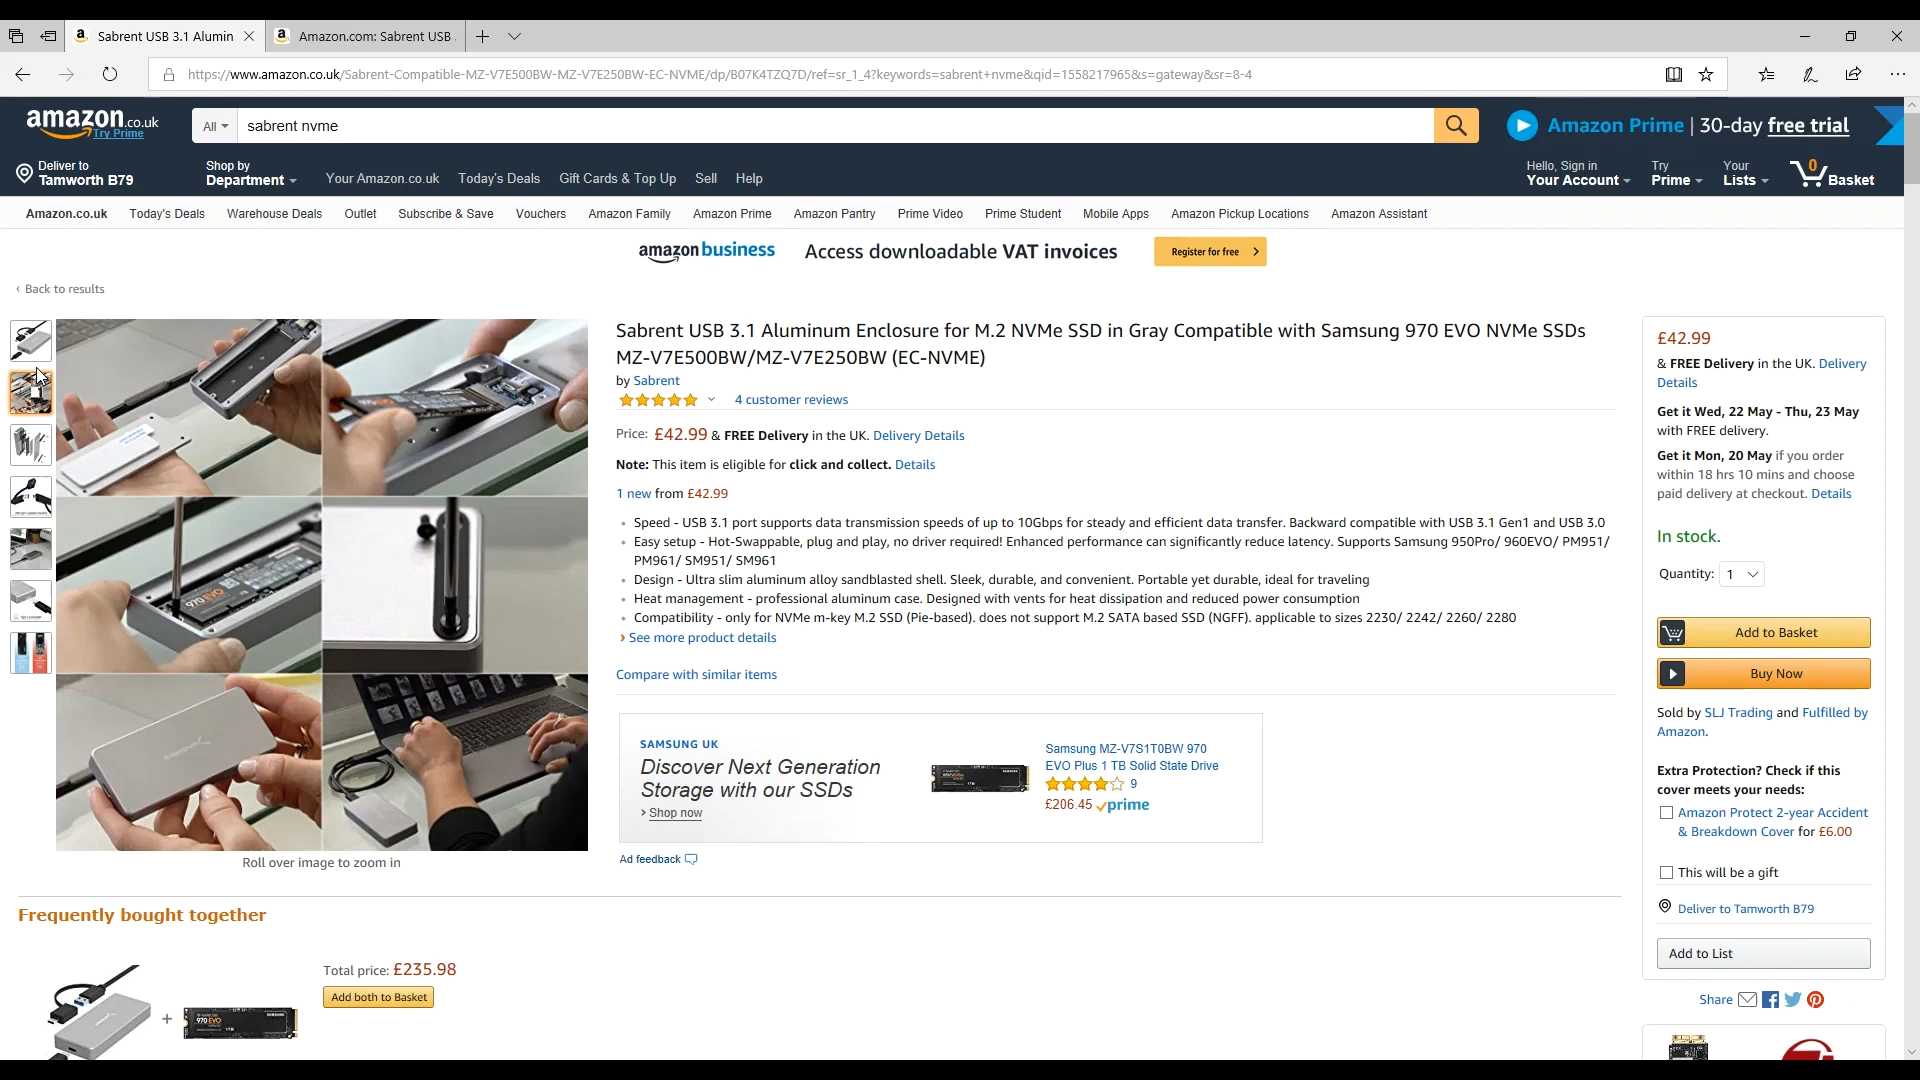 Sabrent USB 3.1 Alumin
Amazon.com: Sabrent USB
https://www.amazon.co.uk/Sabrent-Compatible-MZ-V7E500BW-MZ-V7E250BW-EC-NVME/dp/B07K4TZQ7D/ref=sr_1_4?keywords=sabrent+nvme&qid=1558217965&s=gateway&sr=8-4
amazon.co.uk
Try Prime
All
sabrent nvme
Amazon Prime | 30-day free trial
Deliver to
Tamworth B79
Shop by
Department
Your Amazon.co.uk
Today's Deals
Gift Cards & Top Up
Sell
Help
Hello, Sign in
Your Account
Try
Prime
Your
Lists
0
Basket
Amazon.co.uk
Today's Deals
Warehouse Deals
Outlet
Subscribe & Save
Vouchers
Amazon Family
Amazon Prime
Amazon Pantry
Prime Video
Prime Student
Mobile Apps
Amazon Pickup Locations
Amazon Assistant
amazon business
Access downloadable VAT invoices
Register for free
‹ Back to results
970 EVO
Roll over image to zoom in
Sabrent USB 3.1 Aluminum Enclosure for M.2 NVMe SSD in Gray Compatible with Samsung 970 EVO NVMe SSDs
MZ-V7E500BW/MZ-V7E250BW (EC-NVME)
by Sabrent
4 customer reviews
Price: £42.99 & FREE Delivery in the UK. Delivery Details
Note: This item is eligible for click and collect. Details
1 new from £42.99
• Speed - USB 3.1 port supports data transmission speeds of up to 10Gbps for steady and efficient data transfer. Backward compatible with USB 3.1 Gen1 and USB 3.0
• Easy setup - Hot-Swappable, plug and play, no driver required! Enhanced performance can significantly reduce latency. Supports Samsung 950Pro/ 960EVO/ PM951/
PM961/ SM951/ SM961
• Design - Ultra slim aluminum alloy sandblasted shell. Sleek, durable, and convenient. Portable yet durable, ideal for traveling
• Heat management - professional aluminum case. Designed with vents for heat dissipation and reduced power consumption
• Compatibility - only for NVMe m-key M.2 SSD (Pie-based). does not support M.2 SATA based SSD (NGFF). applicable to sizes 2230/ 2242/ 2260/ 2280
› See more product details
Compare with similar items
SAMSUNG UK
Discover Next Generation
Storage with our SSDs
› Shop now
Samsung MZ-V7S1T0BW 970
EVO Plus 1 TB Solid State Drive
9
£206.45 prime
Ad feedback
£42.99
& FREE Delivery in the UK. Delivery
Details
Get it Wed, 22 May - Thu, 23 May
with FREE delivery.
Get it Mon, 20 May if you order
within 18 hrs 10 mins and choose
paid delivery at checkout. Details
In stock.
Quantity: 1
Add to Basket
Buy Now
Sold by SLJ Trading and Fulfilled by
Amazon.
Extra Protection? Check if this
cover meets your needs:
Amazon Protect 2-year Accident
& Breakdown Cover for £6.00
This will be a gift
Deliver to Tamworth B79
Add to List
Share
Frequently bought together
+
970 EVO
SAMSUNG
Total price: £235.98
Add both to Basket